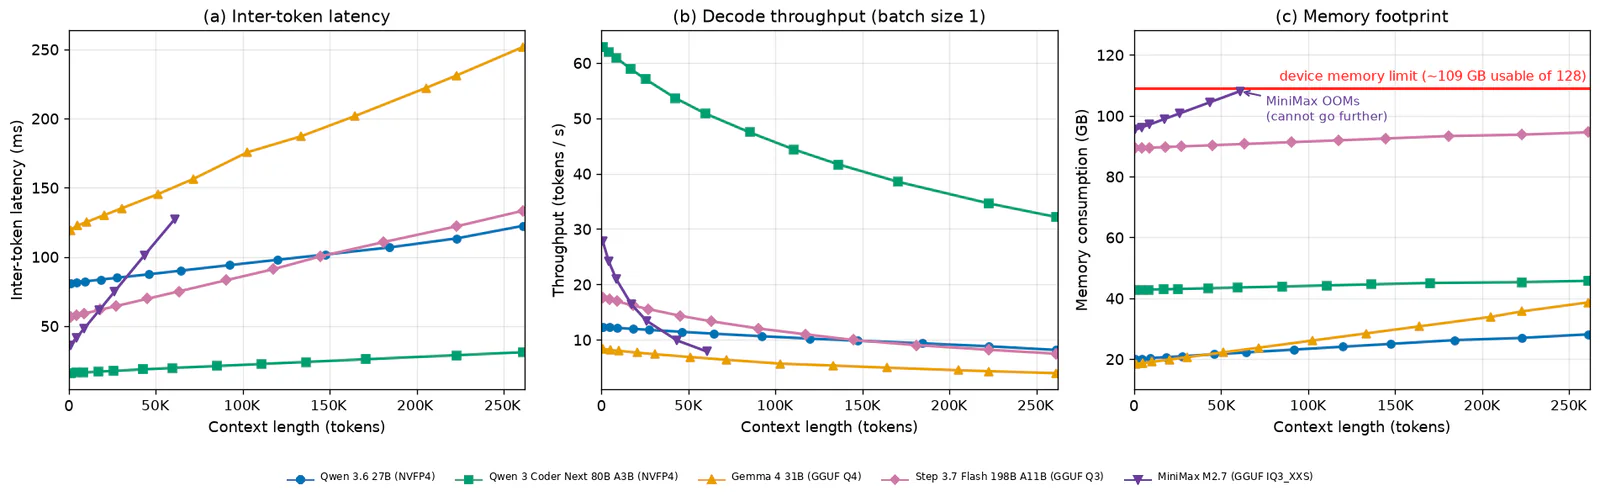 (a) Inter-token latency
Inter-token latency (ms)
250
200
150
100
50
0
50K
100K
150K
200K
250K
Context length (tokens)
(b) Decode throughput (batch size 1)
Throughput (tokens / s)
60
50
40
30
20
10
0
50K
100K
150K
200K
250K
Context length (tokens)
(c) Memory footprint
Memory consumption (GB)
120
100
80
60
40
20
device memory limit (~109 GB usable of 128)
MiniMax OOMs
(cannot go further)
0
50K
100K
150K
200K
250K
Context length (tokens)
Qwen 3.6 27B (NVFP4)
Qwen 3 Coder Next 80B A3B (NVFP4)
Gemma 4 31B (GGUF Q4)
Step 3.7 Flash 198B A11B (GGUF Q3)
MiniMax M2.7 (GGUF IQ3_XXS)